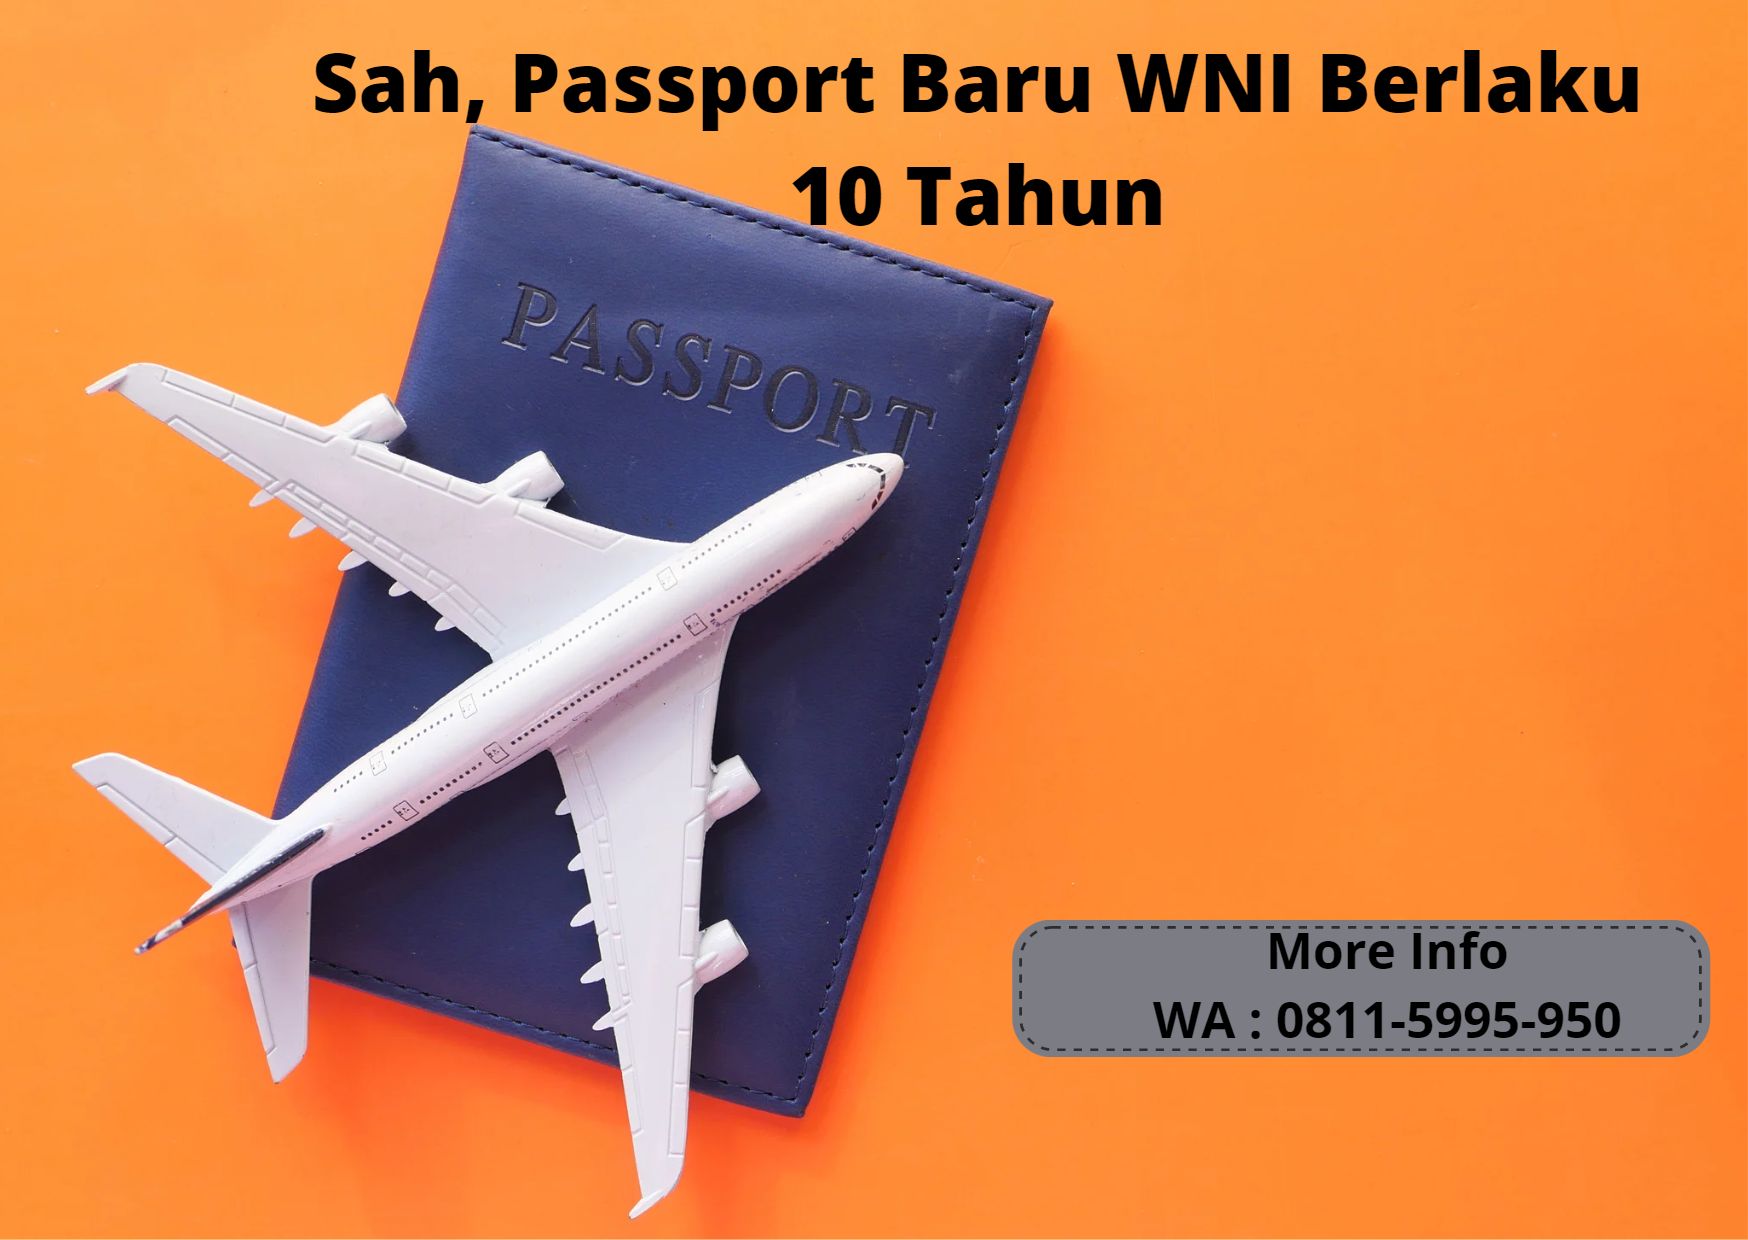 Sah, Passport Baru WNI Berlaku
10 Tahun
PASSPORT
More Info
WA : 0811-5995-950